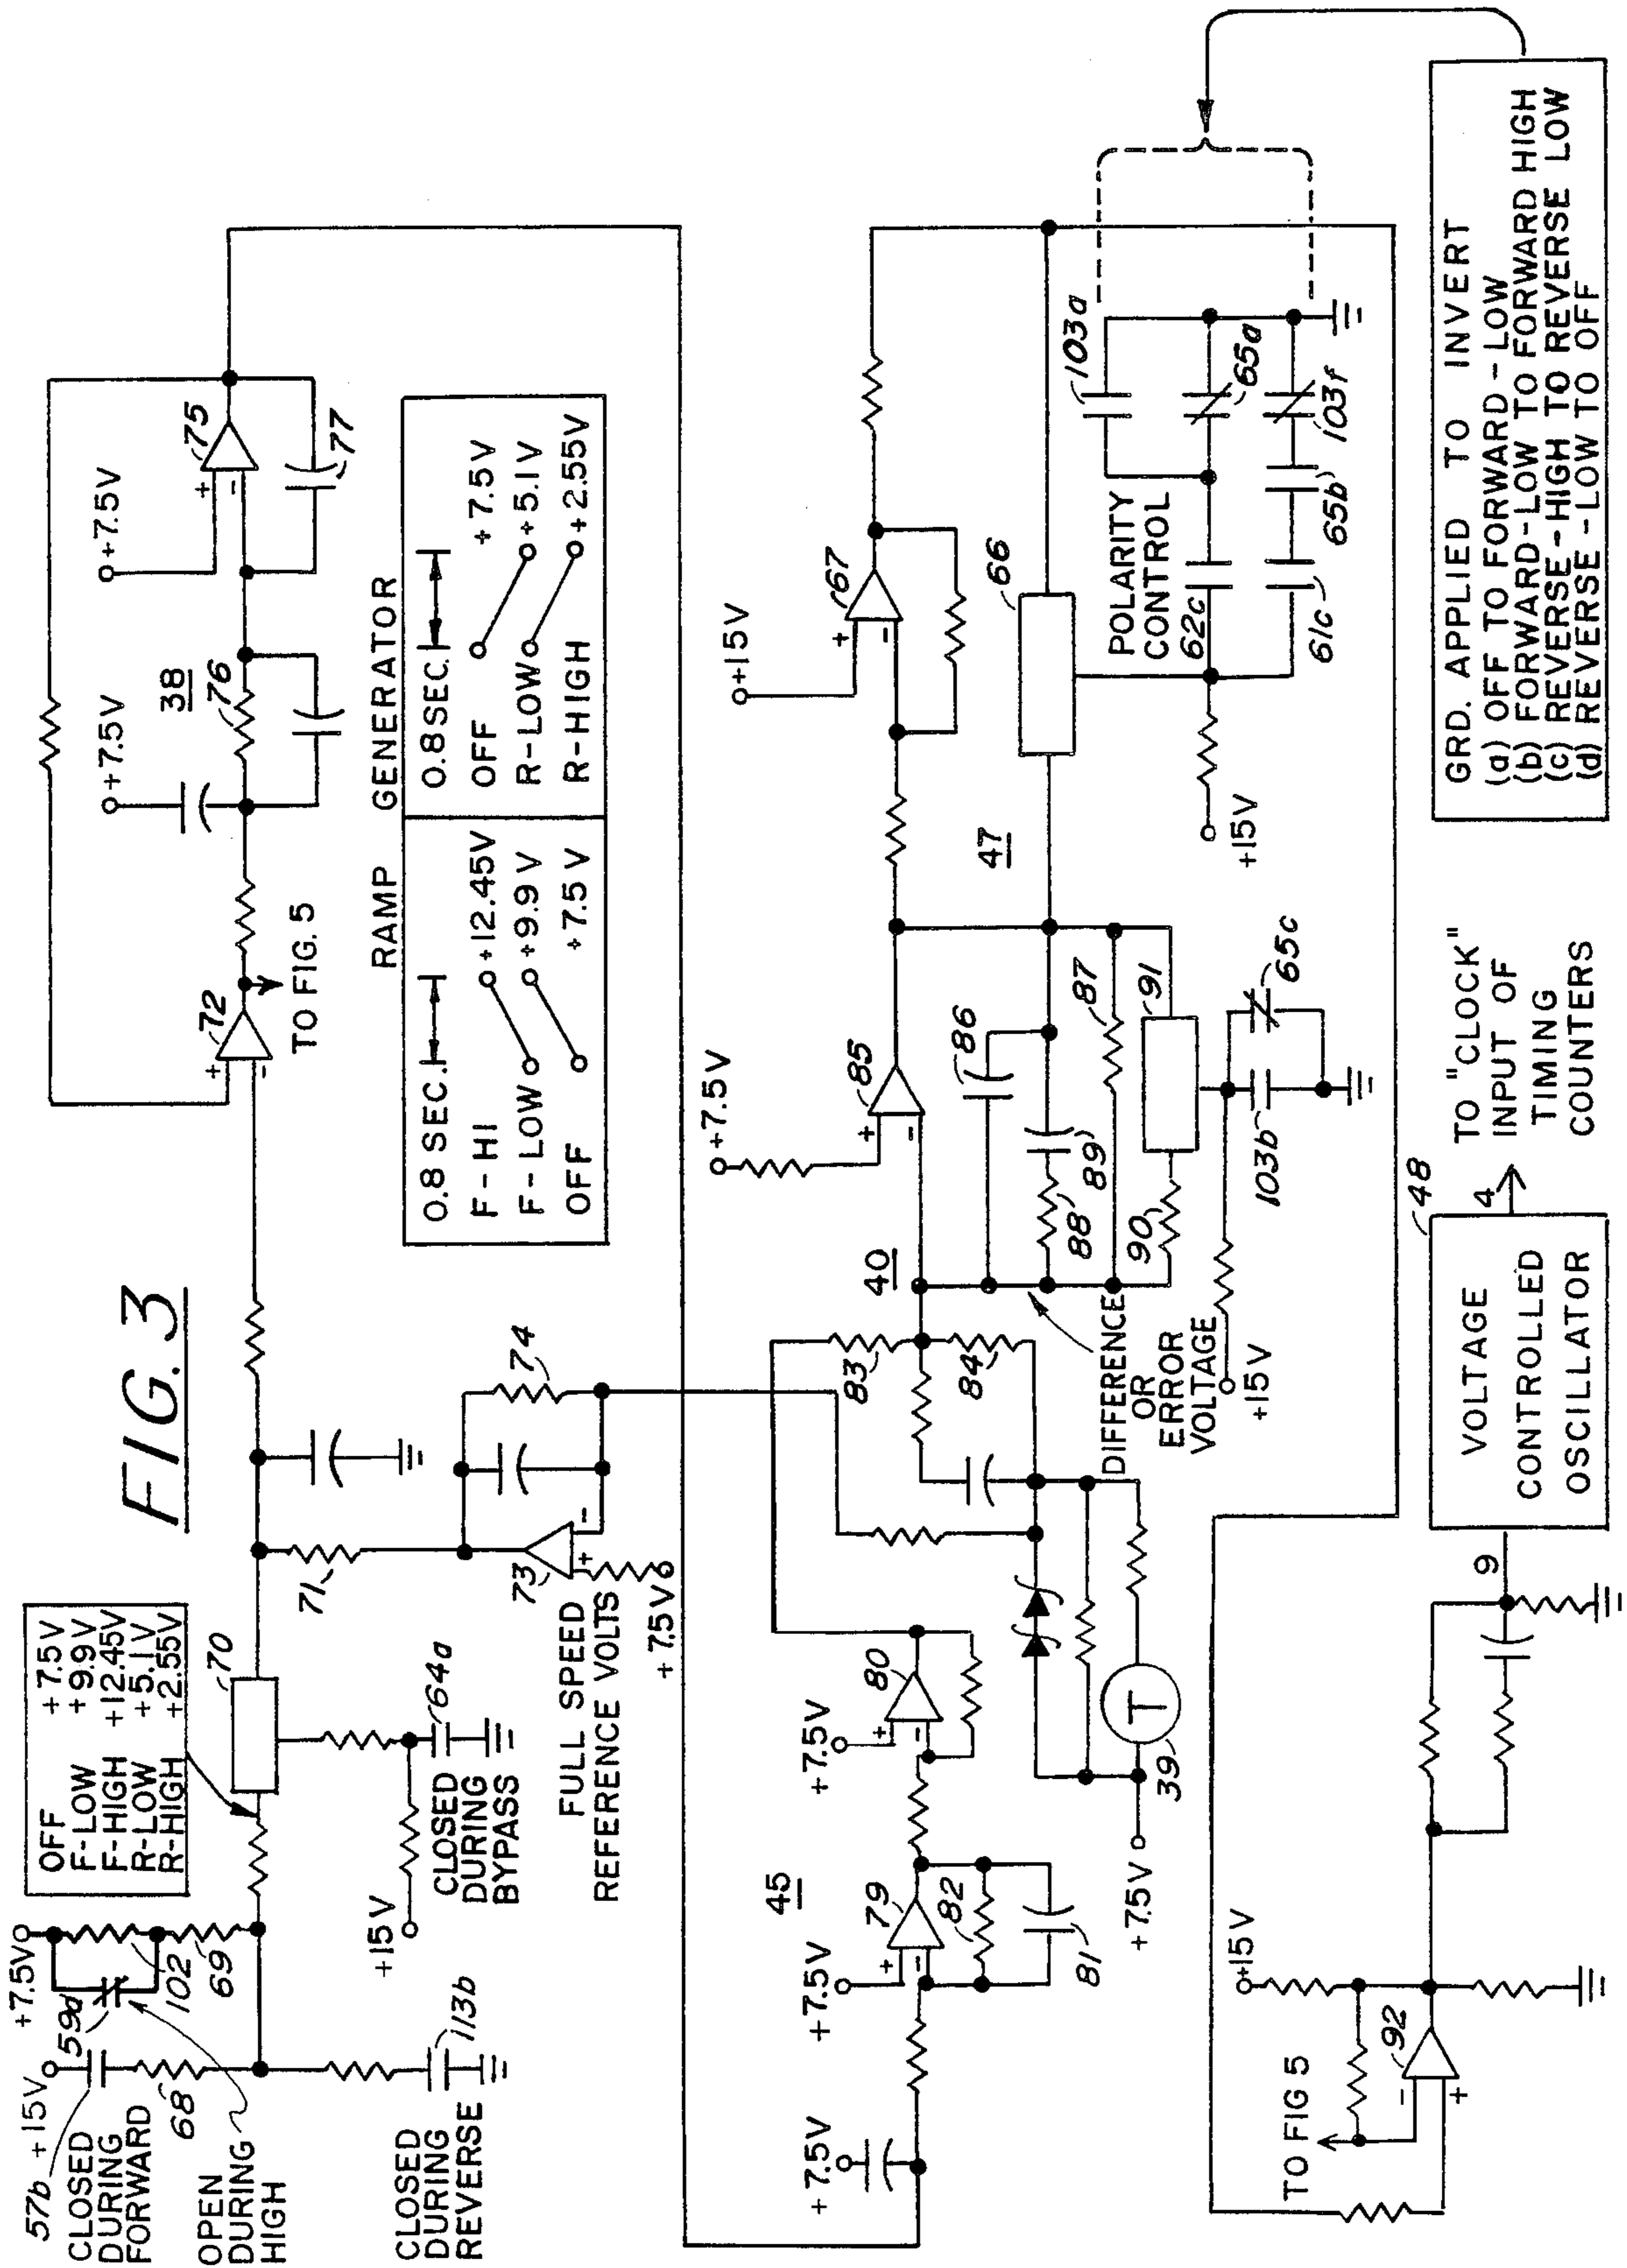 FIG. 3
OFF +7.5V
F-LOW +9.9V
F-HIGH +12.45V
R-LOW +5.1V
R-HIGH +2.55V
+7.5V
59d
102
69
57b
+15V
CLOSED
DURING
FORWARD
68
OPEN
DURING
HIGH
CLOSED
DURING
REVERSE
113b
+15V
70
64a
CLOSED
DURING
BYPASS
71
73
+
-
74
FULL SPEED
REFERENCE VOLTS
+7.5V
72
+
-
TO FIG. 5
+7.5V
38
76
+7.5V
75
+
-
77
RAMP GENERATOR
0.8 SEC.
F-HI +12.45V
F-LOW +9.9 V
OFF +7.5 V
0.8 SEC.
OFF +7.5V
R-LOW +5.1V
R-HIGH +2.55V
+7.5V
+7.5V
45
79
+
-
82
81
+7.5V
80
+
-
+7.5V
39
T
83
84
40
DIFFERENCE
OR
ERROR
VOLTAGE
+7.5V
85
+
-
86
88
89
87
90
91
+15V
103b
65c
47
+15V
67
+
-
66
+15V
POLARITY
CONTROL
62c
103a
65a
61c
65b
103f
GRD. APPLIED TO INVERT
(a) OFF TO FORWARD-LOW
(b) FORWARD-LOW TO FORWARD HIGH
(c) REVERSE-HIGH TO REVERSE LOW
(d) REVERSE-LOW TO OFF
TO FIG 5
+15V
92
-
+
9
VOLTAGE
CONTROLLED
OSCILLATOR
48
4
TO "CLOCK"
INPUT OF
TIMING
COUNTERS